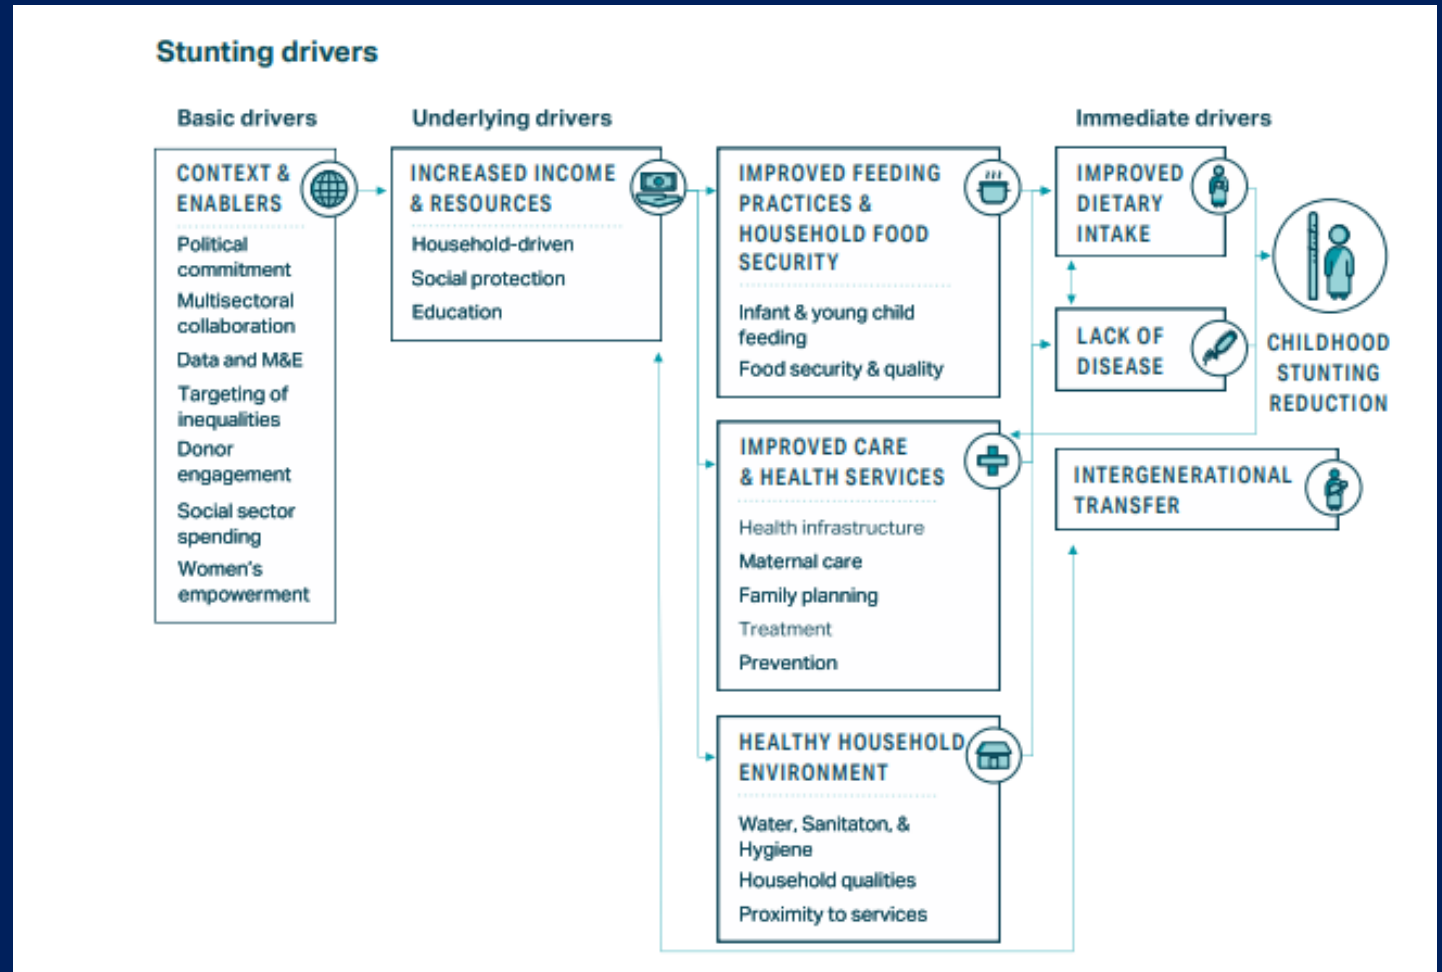 Stunting drivers
Basic drivers
CONTEXT &
ENABLERS
Political
commitment
Multisectoral
collaboration
Data and M&E
Targeting of
inequalities
Donor
engagement
Social sector
spending
Women's
empowerment
Underlying drivers
INCREASED INCOME
& RESOURCES
Household-driven
Social protection
Education
IMPROVED FEEDING
PRACTICES &
HOUSEHOLD FOOD
SECURITY
Infant & young child
feeding
Food security & quality
IMPROVED CARE
& HEALTH SERVICES
Health infrastructure
Maternal care
Family planning
Treatment
Prevention
HEALTHY HOUSEHOLD
ENVIRONMENT
Water, Sanitaton, &
Hygiene
Household qualities
Proximity to services
Immediate drivers
IMPROVED
DIETARY
INTAKE
LACK OF
DISEASE
INTERGENERATIONAL
TRANSFER
CHILDHOOD
STUNTING
REDUCTION